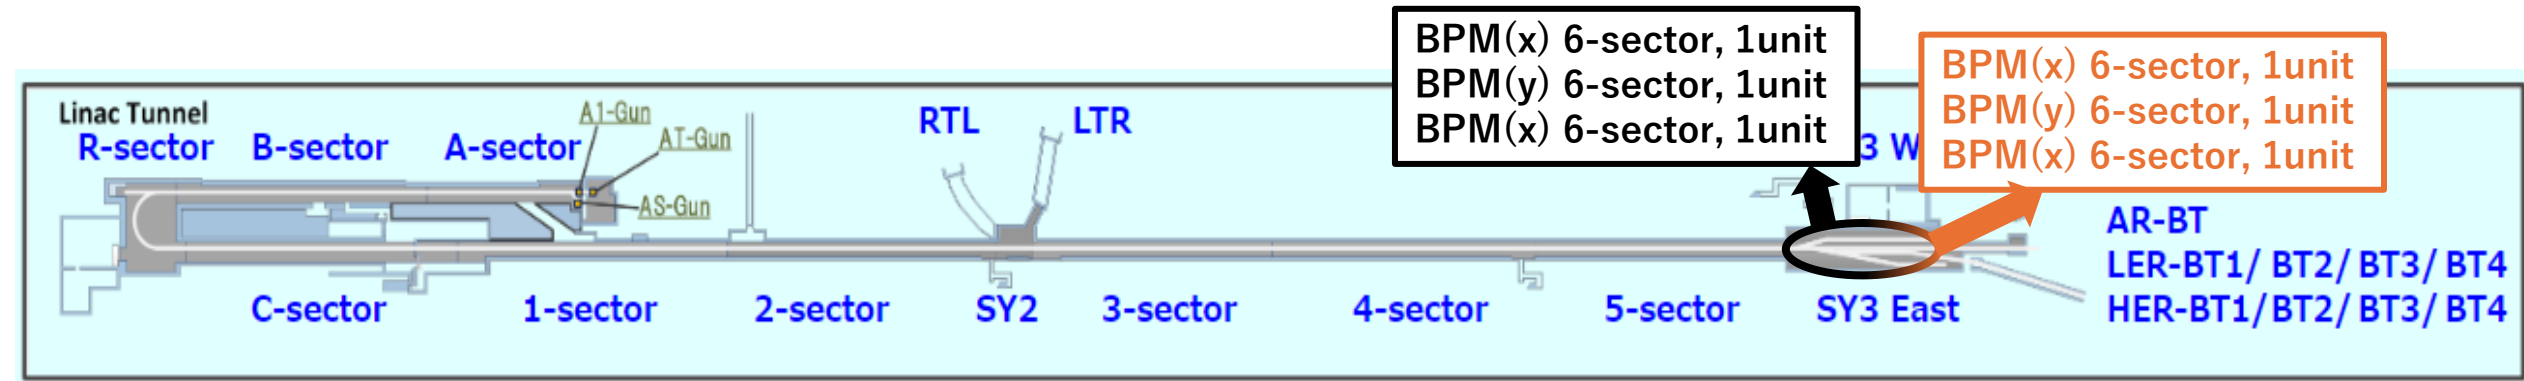 BPM(x) 6-sector, 1unit
BPM(y) 6-sector, 1unit
BPM(x) 6-sector, 1unit
BPM(x) 6-sector, 1unit
BPM(y) 6-sector, 1unit
BPM(x) 6-sector, 1unit
Linac Tunnel
R-sector B-sector A-sector
A1-Gun
AT-Gun
AS-Gun
RTL LTR
3 W
AR-BT
LER-BT1/ BT2/ BT3/ BT4
HER-BT1/ BT2/ BT3/ BT4
C-sector 1-sector 2-sector SY2 3-sector 4-sector 5-sector SY3 East